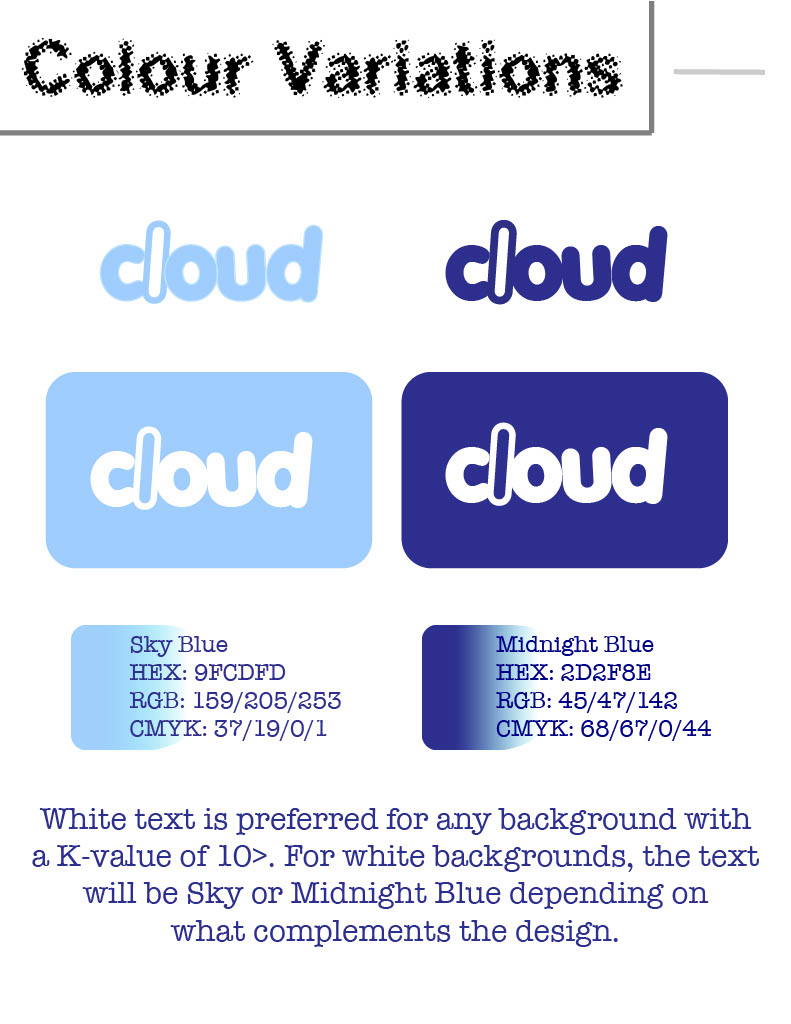 Colour Variations
cloud
cloud
cloud
cloud
Sky Blue
HEX: 9FCDFD
RGB: 159/205/253
CMYK: 37/19/0/1
Midnight Blue
HEX: 2D2F8E
RGB: 45/47/142
CMYK: 68/67/0/44
White text is preferred for any background with
a K-value of 10>. For white backgrounds, the text
will be Sky or Midnight Blue depending on
what complements the design.